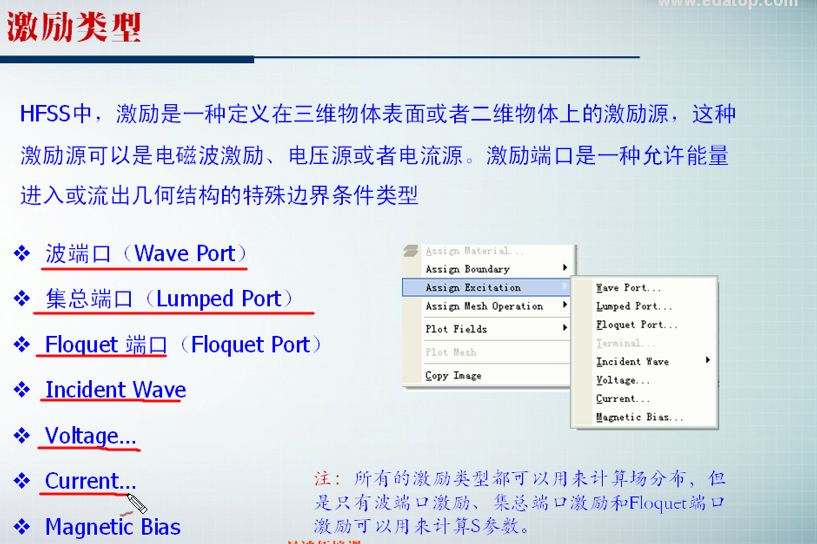 www.edatop.com
激励类型
HFSS中，激励是一种定义在三维物体表面或者二维物体上的激励源，这种
激励源可以是电磁波激励、电压源或者电流源。激励端口是一种允许能量
进入或流出几何结构的特殊边界条件类型
❖ 波端口（Wave Port）
❖ 集总端口（Lumped Port）
❖ Floquet 端口（Floquet Port）
❖ Incident Wave
❖ Voltage...
❖ Current...
❖ Magnetic Bias
Assign Material...
Assign Boundary
Assign Excitation
Assign Mesh Operation
Plot Fields
Plot Mesh
Copy Image
Wave Port...
Lumped Port...
Floquet Port...
Terminal...
Incident Wave
Voltage...
Current...
Magnetic Bias...
注：所有的激励类型都可以用来计算场分布，但
是只有波端口激励、集总端口激励和Floquet端口
激励可以用来计算S参数。